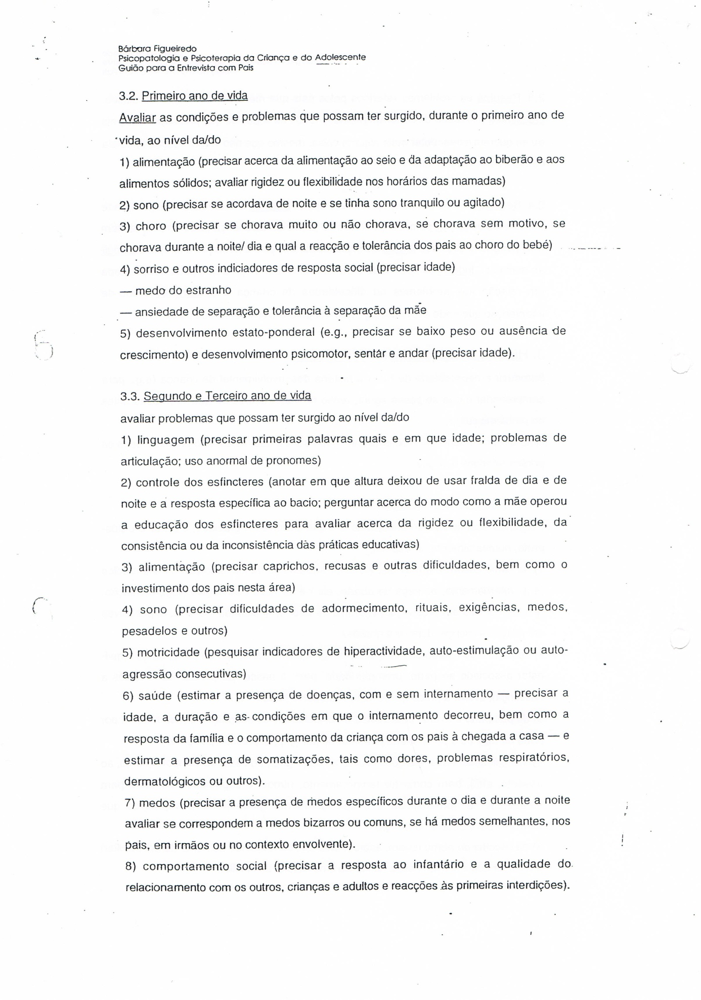 Bárbara Figueiredo
Psicopatologia e Psicoterapia da Criança e do Adolescente
Guião para a Entrevista com Pais
3.2. Primeiro ano de vida
Avaliar as condições e problemas que possam ter surgido, durante o primeiro ano de
vida, ao nível da/do
1) alimentação (precisar acerca da alimentação ao seio e da adaptação ao biberão e aos
alimentos sólidos; avaliar rigidez ou flexibilidade nos horários das mamadas)
2) sono (precisar se acordava de noite e se tinha sono tranquilo ou agitado)
3) choro (precisar se chorava muito ou não chorava, se chorava sem motivo, se
chorava durante a noite/ dia e qual a reacção e tolerância dos pais ao choro do bebé)
4) sorriso e outros indiciadores de resposta social (precisar idade)
— medo do estranho
— ansiedade de separação e tolerância à separação da mãe
5) desenvolvimento estato-ponderal (e.g., precisar se baixo peso ou ausência de
crescimento) e desenvolvimento psicomotor, sentar e andar (precisar idade).
3.3. Segundo e Terceiro ano de vida
avaliar problemas que possam ter surgido ao nível da/do
1) linguagem (precisar primeiras palavras quais e em que idade; problemas de
articulação; uso anormal de pronomes)
2) controle dos esfincteres (anotar em que altura deixou de usar fralda de dia e de
noite e a resposta específica ao bacio; perguntar acerca do modo como a mãe operou
a educação dos esfincteres para avaliar acerca da rigidez ou flexibilidade, da
consistência ou da inconsistência das práticas educativas)
3) alimentação (precisar caprichos, recusas e outras dificuldades, bem como o
investimento dos pais nesta área)
4) sono (precisar dificuldades de adormecimento, rituais, exigências, medos,
pesadelos e outros)
5) motricidade (pesquisar indicadores de hiperactividade, auto-estimulação ou auto-
agressão consecutivas)
6) saúde (estimar a presença de doenças, com e sem internamento — precisar a
idade, a duração e as condições em que o internamento decorreu, bem como a
resposta da família e o comportamento da criança com os pais à chegada a casa — e
estimar a presença de somatizações, tais como dores, problemas respiratórios,
dermatológicos ou outros).
7) medos (precisar a presença de medos específicos durante o dia e durante a noite
avaliar se correspondem a medos bizarros ou comuns, se há medos semelhantes, nos
pais, em irmãos ou no contexto envolvente).
8) comportamento social (precisar a resposta ao infantário e a qualidade do
relacionamento com os outros, crianças e adultos e reacções às primeiras interdições).